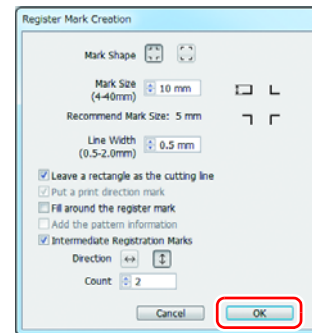 Register Mark Creation
Mark Shape
Mark Size
(4-40mm)
10 mm
Recommend Mark Size: 5 mm
Line Width
(0.5-2.0mm)
0.5 mm
Leave a rectangle as the cutting line
Put a print direction mark
Fill around the register mark
Add the pattern information
Intermediate Registration Marks
Direction
Count
2
Cancel
OK